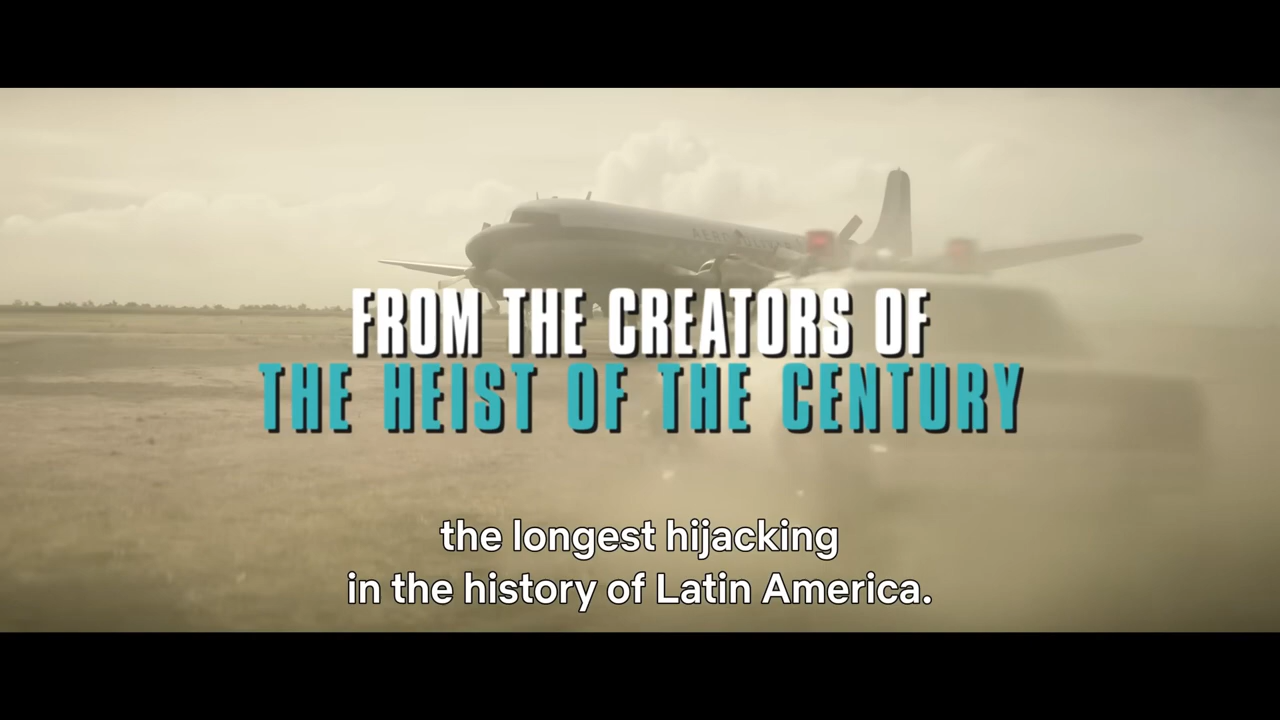 FROM THE CREATORS OF
THE HEIST OF THE CENTURY
the longest hijacking
in the history of Latin America.